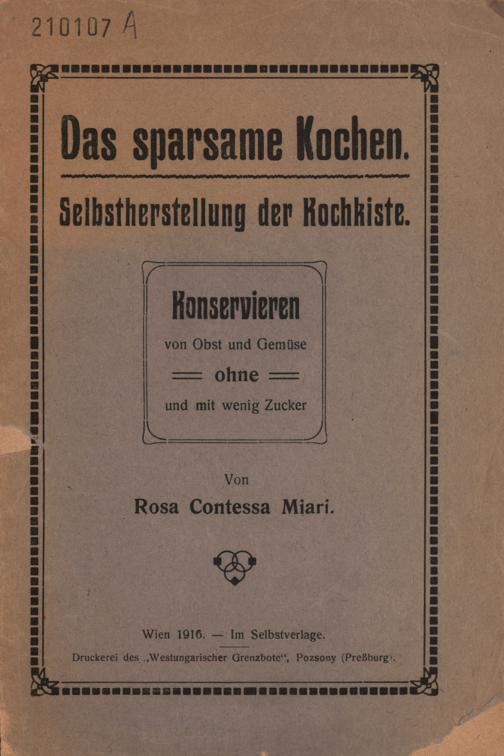 210107 A
Das sparsame Kochen.
Selbstherstellung der Kochkiste.
Konservieren
von Obst und Gemüse
ohne
und mit wenig Zucker
Von
Rosa Contessa Miari.
Wien 1916. — Im Selbstverlage.
Druckerei des „Westungarischer Grenzbote“, Pozsony (Preßburg).